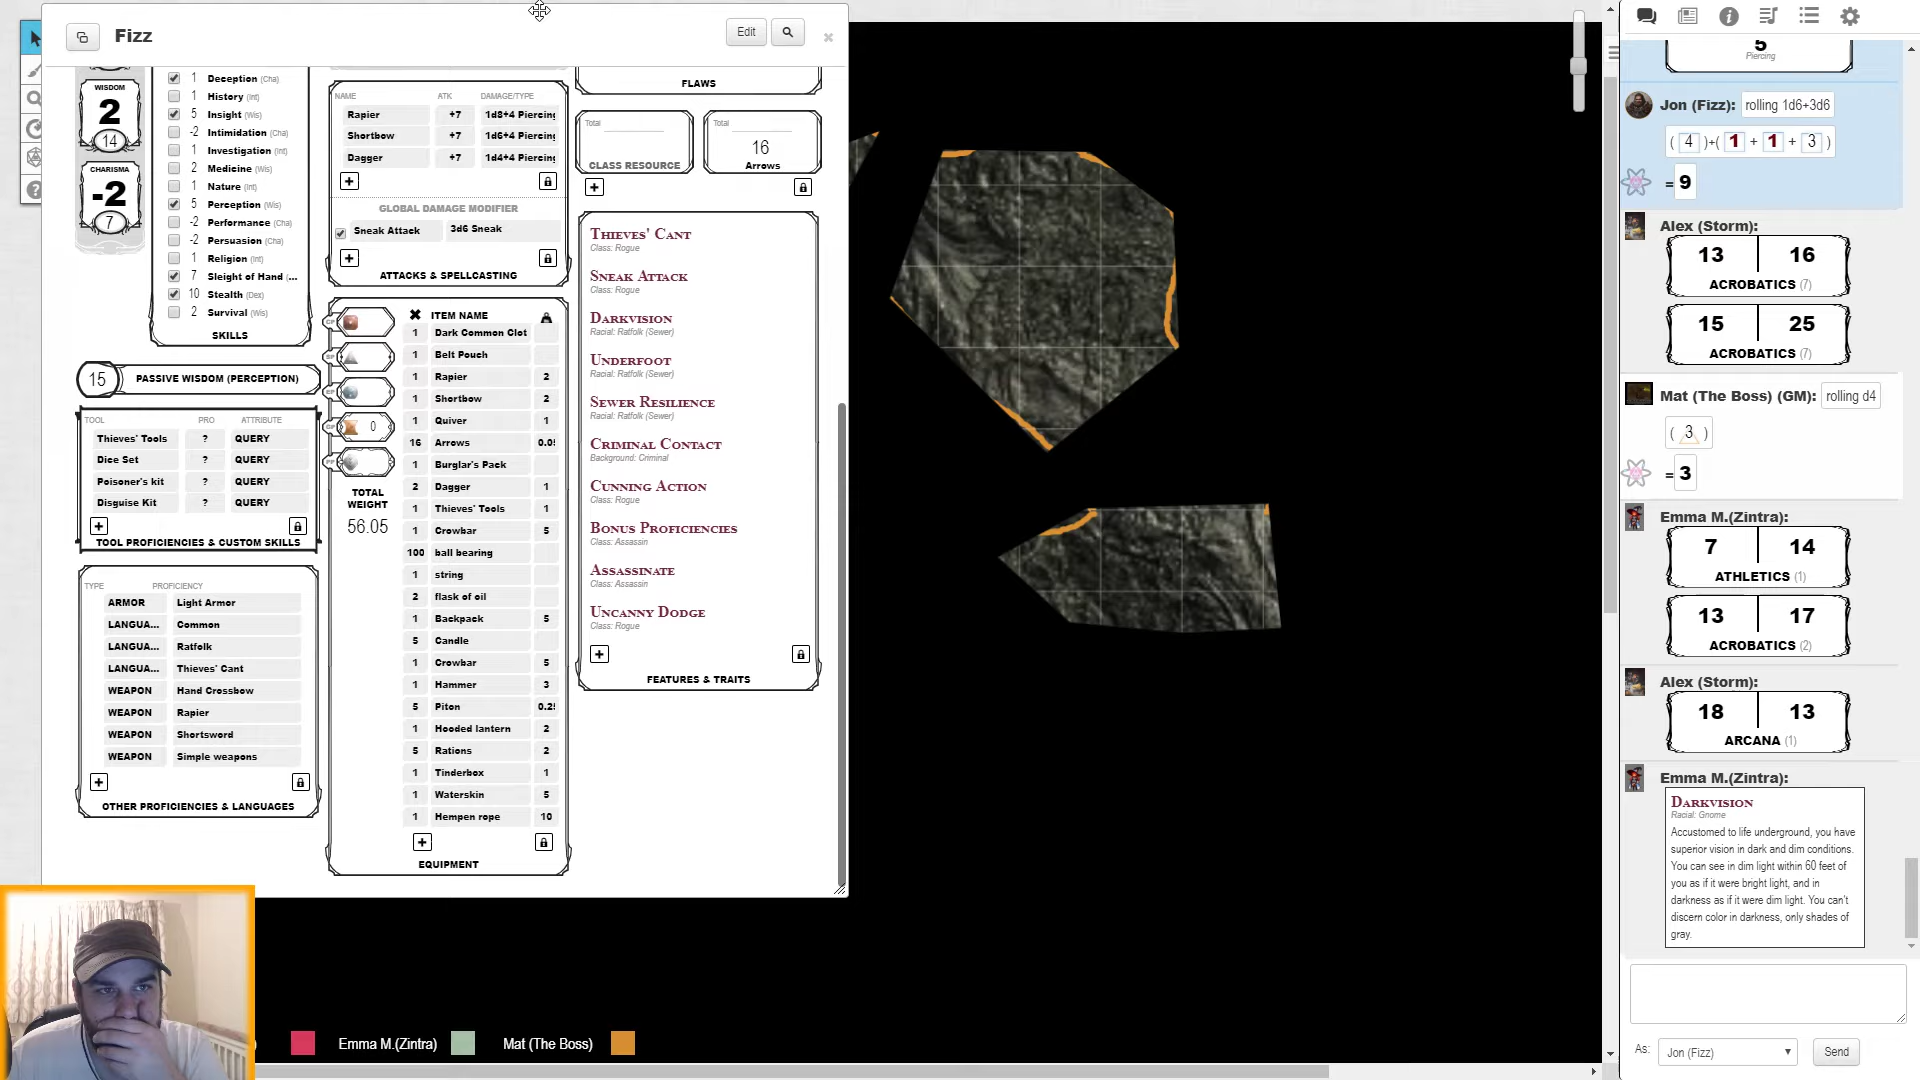 Fizz
Edit
WISDOM
2
14
CHARISMA
-2
7
1 Deception (Cha)
1 History (Int)
5 Insight (Wis)
-2 Intimidation (Cha)
1 Investigation (Int)
2 Medicine (Wis)
1 Nature (Int)
5 Perception (Wis)
-2 Performance (Cha)
-2 Persuasion (Cha)
1 Religion (Int)
7 Sleight of Hand (...
10 Stealth (Dex)
2 Survival (Wis)
SKILLS
15 PASSIVE WISDOM (PERCEPTION)
TOOL PRO ATTRIBUTE
Thieves' Tools ? QUERY
Dice Set ? QUERY
Poisoner's kit ? QUERY
Disguise Kit ? QUERY
TOOL PROFICIENCIES & CUSTOM SKILLS
TYPE PROFICIENCY
ARMOR Light Armor
LANGUA... Common
LANGUA... Ratfolk
LANGUA... Thieves' Cant
WEAPON Hand Crossbow
WEAPON Rapier
WEAPON Shortsword
WEAPON Simple weapons
OTHER PROFICIENCIES & LANGUAGES
NAME ATK DAMAGE/TYPE
Rapier +7 1d8+4 Piercing
Shortbow +7 1d6+4 Piercing
Dagger +7 1d4+4 Piercing
GLOBAL DAMAGE MODIFIER
Sneak Attack 3d6 Sneak
ATTACKS & SPELLCASTING
CP
SP
EP
GP 0
PP
TOTAL
WEIGHT
56.05
ITEM NAME
1 Dark Common Clot
1 Belt Pouch
1 Rapier 2
1 Shortbow 2
1 Quiver 1
16 Arrows 0.05
1 Burglar's Pack
2 Dagger 1
1 Thieves' Tools 1
1 Crowbar 5
100 ball bearing
1 string
2 flask of oil
1 Backpack 5
5 Candle
1 Crowbar 5
1 Hammer 3
5 Piton 0.25
1 Hooded lantern 2
5 Rations 2
1 Tinderbox 1
1 Waterskin 5
1 Hempen rope 10
EQUIPMENT
FLAWS
Total
CLASS RESOURCE
Total
16
Arrows
THIEVES' CANT
Class: Rogue
SNEAK ATTACK
Class: Rogue
DARKVISION
Racial: Ratfolk (Sewer)
UNDERFOOT
Racial: Ratfolk (Sewer)
SEWER RESILIENCE
Racial: Ratfolk (Sewer)
CRIMINAL CONTACT
Background: Criminal
CUNNING ACTION
Class: Rogue
BONUS PROFICIENCIES
Class: Assassin
ASSASSINATE
Class: Assassin
UNCANNY DODGE
Class: Rogue
FEATURES & TRAITS
Emma M.(Zintra)
Mat (The Boss)
5
Piercing
Jon (Fizz): rolling 1d6+3d6
( 4 )+( 1 + 1 + 3 )
= 9
Alex (Storm):
13 16
ACROBATICS (7)
15 25
ACROBATICS (7)
Mat (The Boss) (GM): rolling d4
( 3 )
= 3
Emma M.(Zintra):
7 14
ATHLETICS (1)
13 17
ACROBATICS (2)
Alex (Storm):
18 13
ARCANA (1)
Emma M.(Zintra):
DARKVISION
Racial: Gnome
Accustomed to life underground, you have
superior vision in dark and dim conditions.
You can see in dim light within 60 feet of
you as if it were bright light, and in
darkness as if it were dim light. You can't
discern color in darkness, only shades of
gray.
As: Jon (Fizz) Send